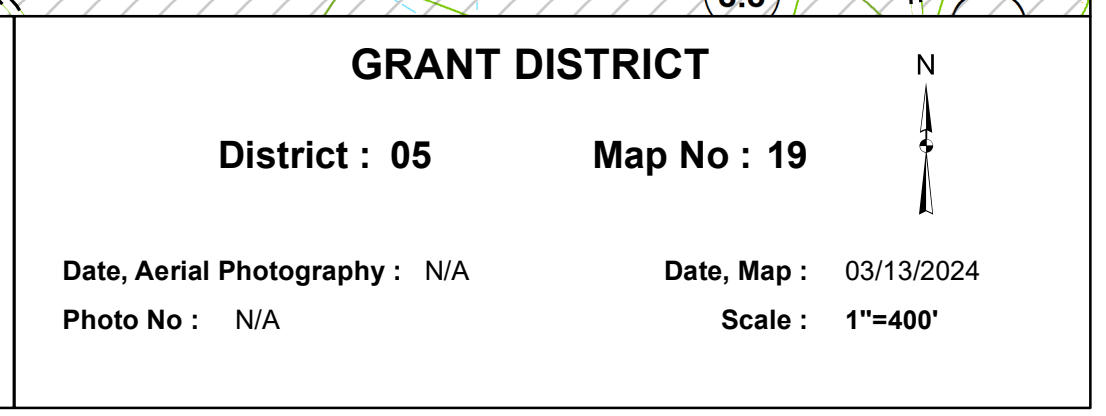 GRANT DISTRICT
N
District : 05 Map No : 19
Date, Aerial Photography : N/A Date, Map : 03/13/2024
Photo No : N/A Scale : 1"=400'